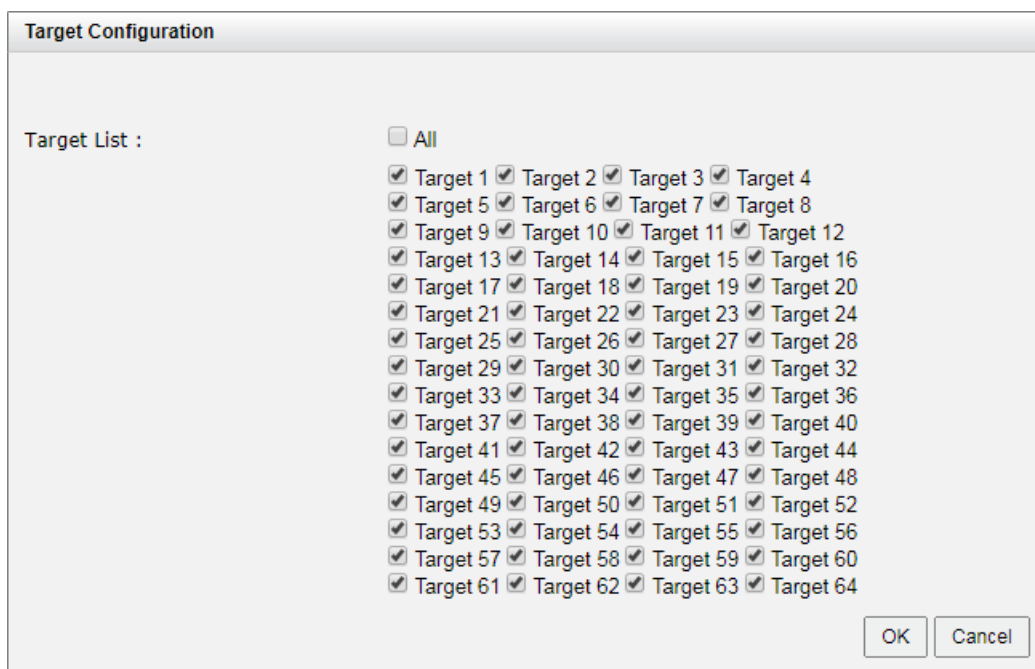 Target Configuration
Target List : All
Target 1 Target 2 Target 3 Target 4
Target 5 Target 6 Target 7 Target 8
Target 9 Target 10 Target 11 Target 12
Target 13 Target 14 Target 15 Target 16
Target 17 Target 18 Target 19 Target 20
Target 21 Target 22 Target 23 Target 24
Target 25 Target 26 Target 27 Target 28
Target 29 Target 30 Target 31 Target 32
Target 33 Target 34 Target 35 Target 36
Target 37 Target 38 Target 39 Target 40
Target 41 Target 42 Target 43 Target 44
Target 45 Target 46 Target 47 Target 48
Target 49 Target 50 Target 51 Target 52
Target 53 Target 54 Target 55 Target 56
Target 57 Target 58 Target 59 Target 60
Target 61 Target 62 Target 63 Target 64
OK Cancel